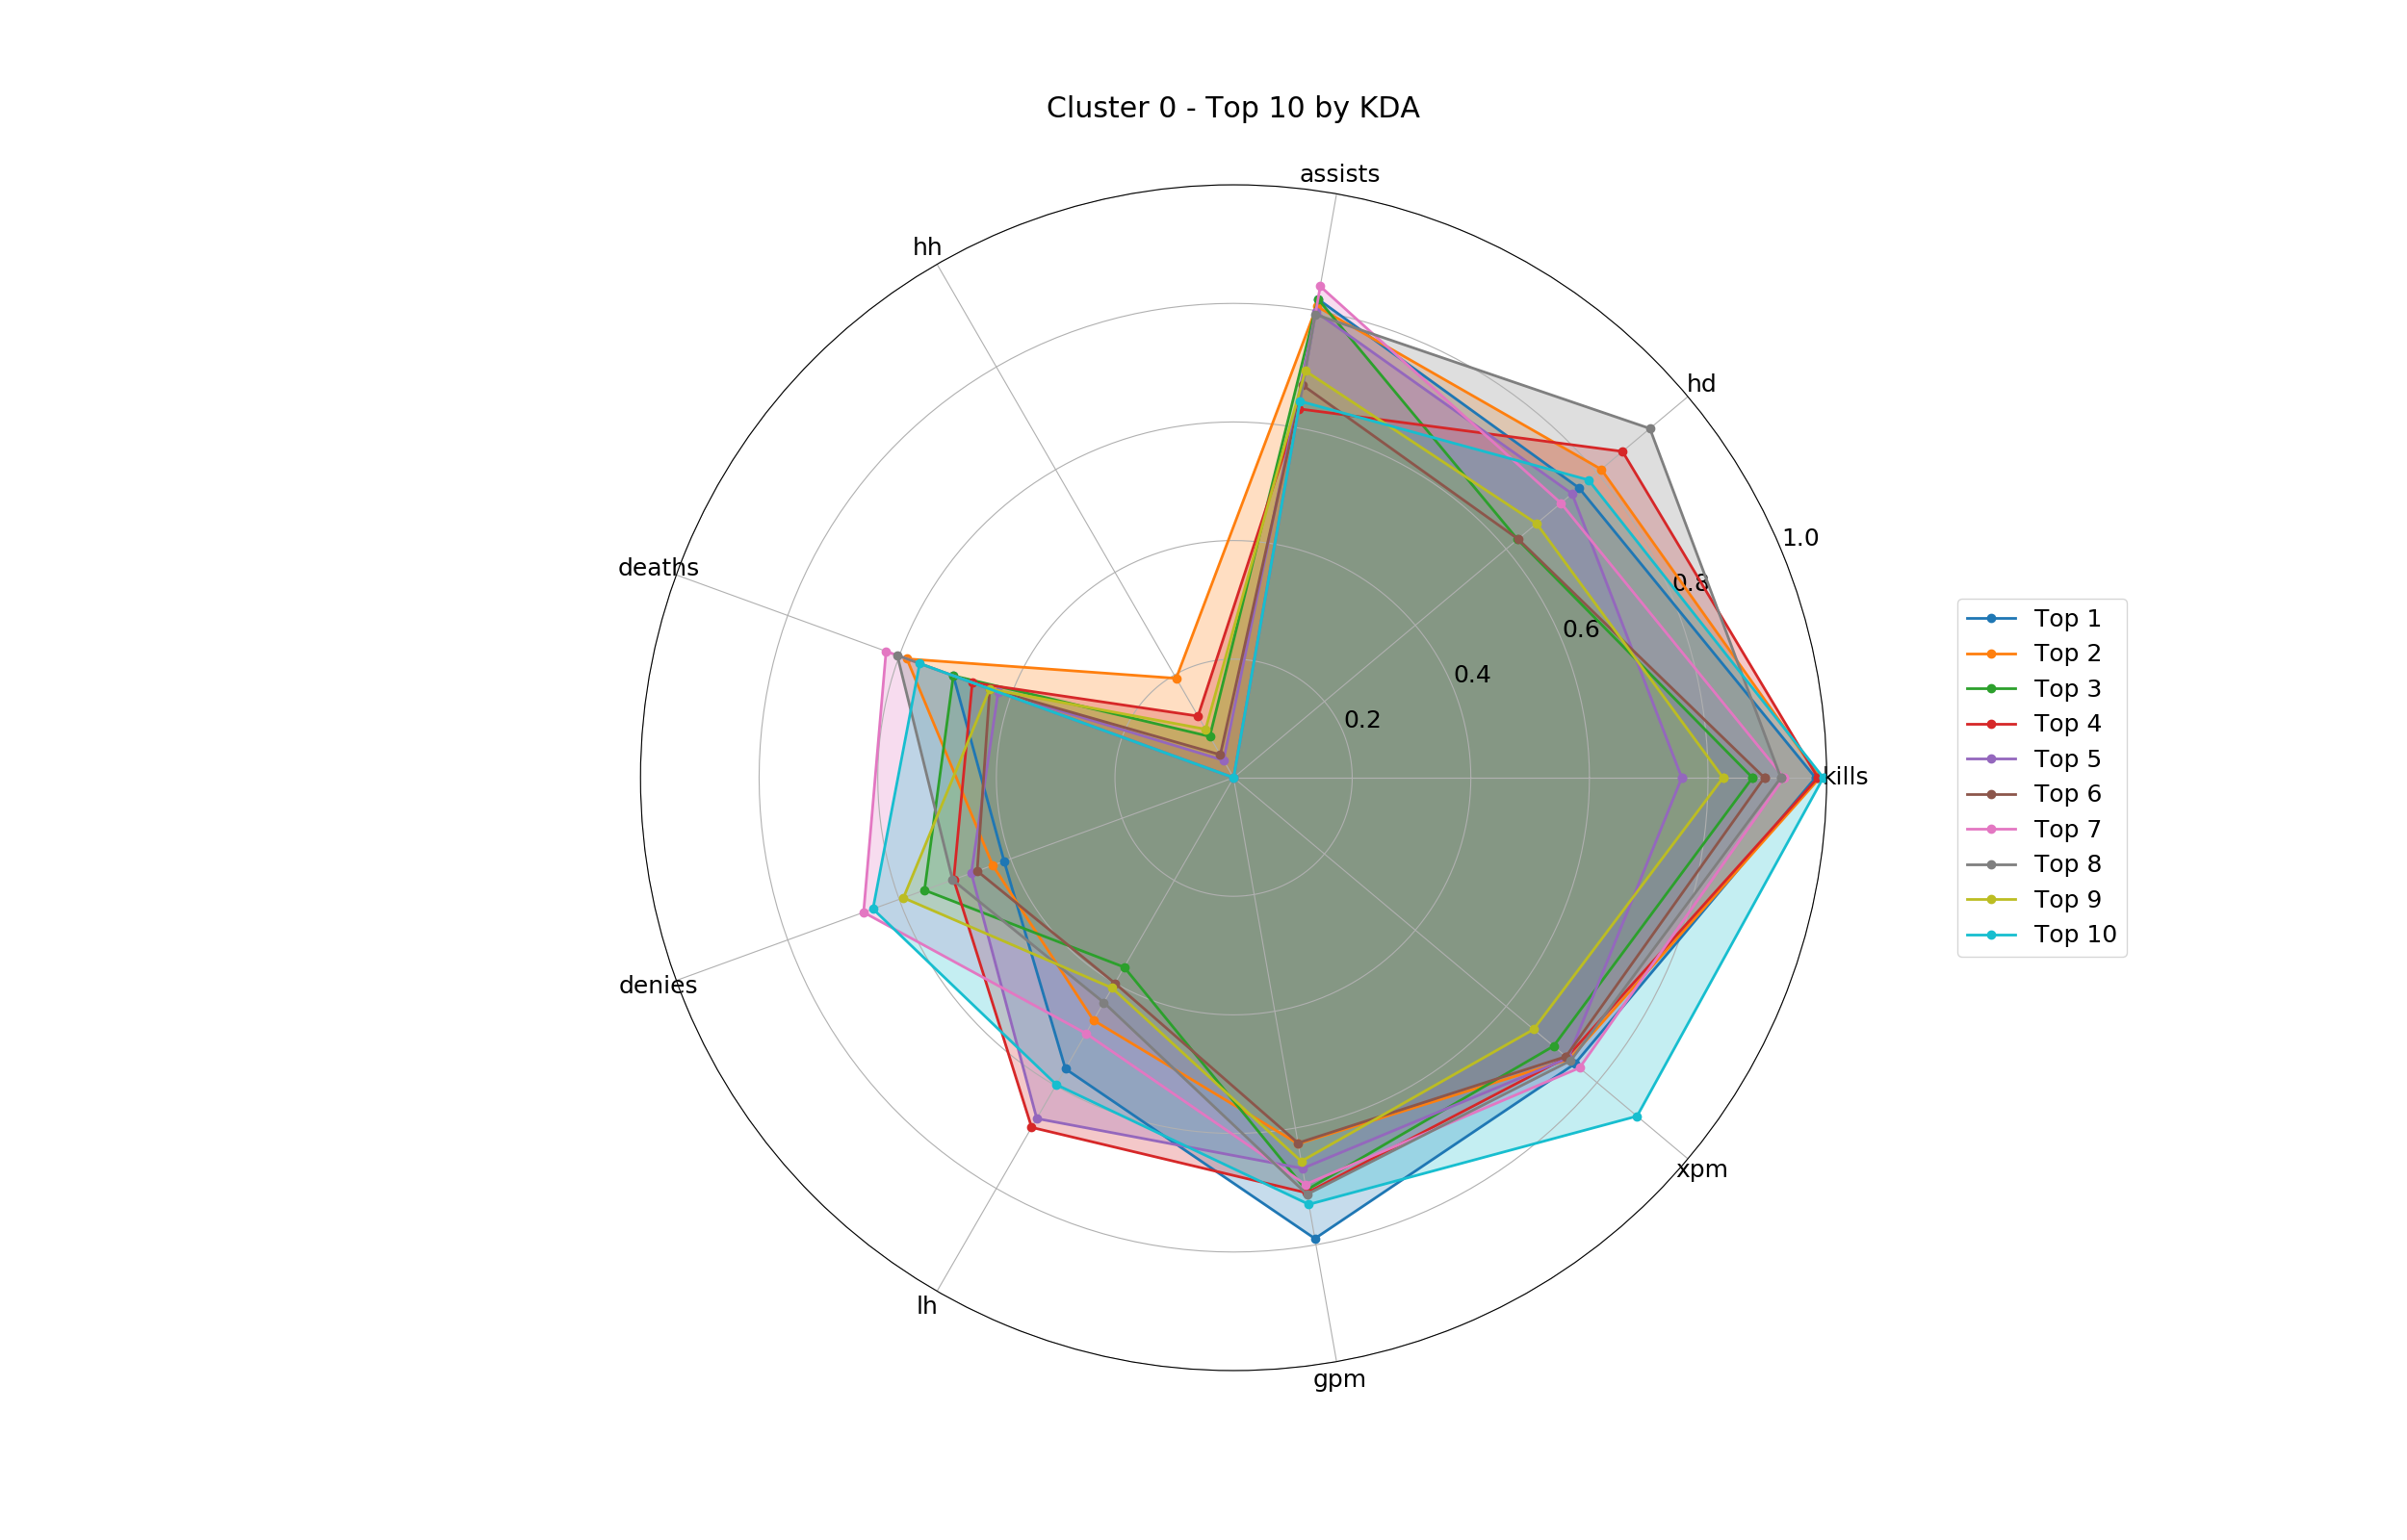 Cluster 0 - Top 10 by KDA
assists
hh
hd
deaths
1.0
0.8
0.6
0.4
0.2
kills
denies
xpm
lh
gpm
Top 1
Top 2
Top 3
Top 4
Top 5
Top 6
Top 7
Top 8
Top 9
Top 10